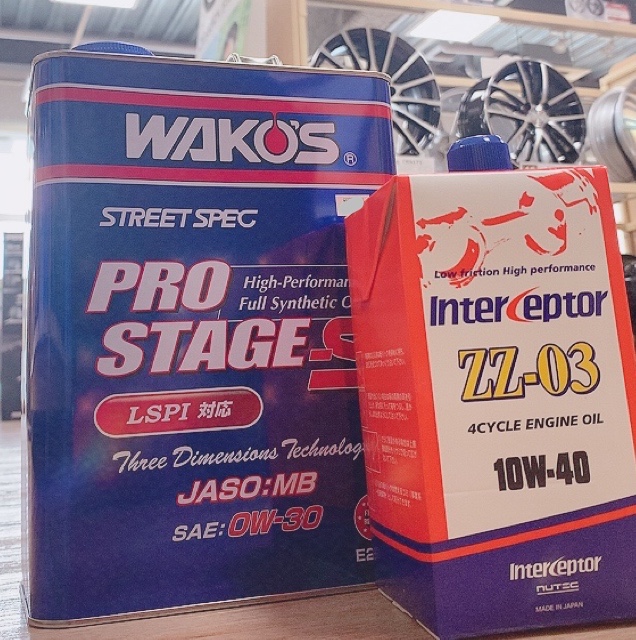 WAKO'S®
STREET SPEC
PRO
STAGE-S
High-Performan
Full Synthetic O
LSPI 対応
Three Dimensions Technolog
JASO:MB
SAE: 0W-30
E2
Low friction High performance
Interceptor
ZZ-03
4CYCLE ENGINE OIL
10W-40
Interceptor
NUTEC
MADE IN JAPAN